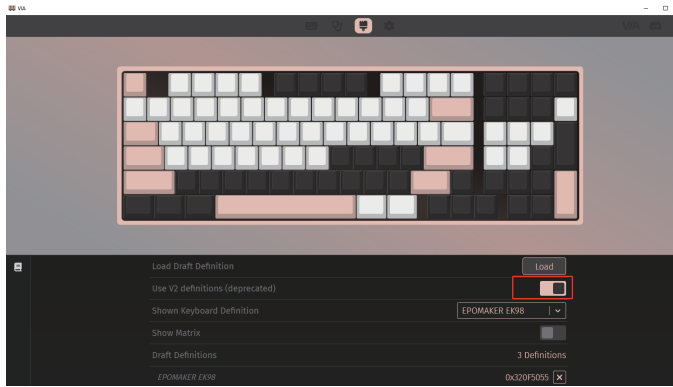 VIA
VIA
Load Draft Definition
Load
Use V2 definitions (deprecated)
Shown Keyboard Definition
EPOMAKER EK98
Show Matrix
Draft Definitions
3 Definitions
EPOMAKER EK98
0x320F5055